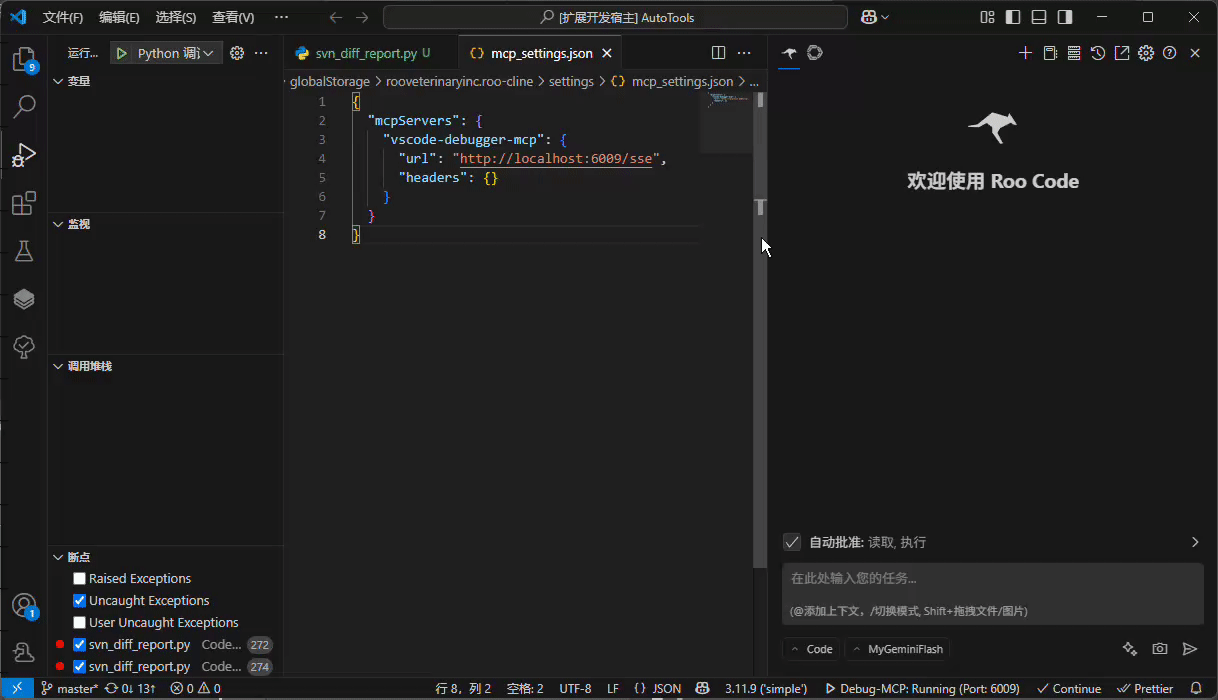 文件(F) 编辑(E) 选择(S) 查看(V) ··· [扩展开发宿主] AutoTools
运行... Python 调试
svn_diff_report.py U
{} mcp_settings.json
globalStorage > rooveterinaryinc.roo-cline > settings > {} mcp_settings.json > ...
变量
监视
调用堆栈
断点
Raised Exceptions
Uncaught Exceptions
User Uncaught Exceptions
svn_diff_report.py Code... 272
svn_diff_report.py Code... 274
9
1
1 {
2 "mcpServers": {
3 "vscode-debugger-mcp": {
4 "url": "http://localhost:6009/sse",
5 "headers": {}
6 }
7 }
8 }
欢迎使用 Roo Code
自动批准: 读取, 执行
在此处输入您的任务...
(@添加上下文，/切换模式, Shift+拖拽文件/图片)
Code MyGeminiFlash
master* 0↓ 13↑ 0 0 行 8，列 2 空格: 2 UTF-8 LF {} JSON 3.11.9 ('simple') Debug-MCP: Running (Port: 6009) Continue Prettier